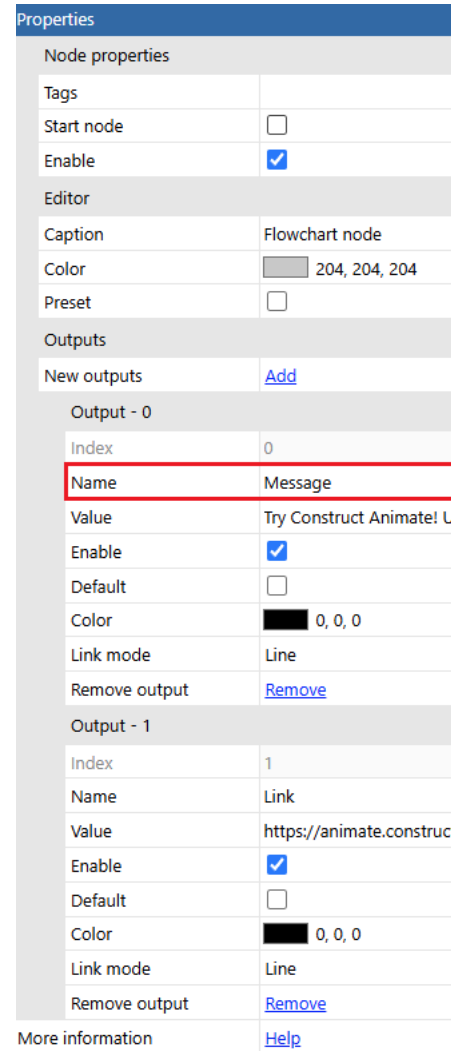 Properties
Node properties
Tags
Start node
Enable
Editor
Caption Flowchart node
Color 204, 204, 204
Preset
Outputs
New outputs Add
Output - 0
Index 0
Name Message
Value Try Construct Animate! U
Enable
Default
Color 0, 0, 0
Link mode Line
Remove output Remove
Output - 1
Index 1
Name Link
Value https://animate.construc
Enable
Default
Color 0, 0, 0
Link mode Line
Remove output Remove
More information Help